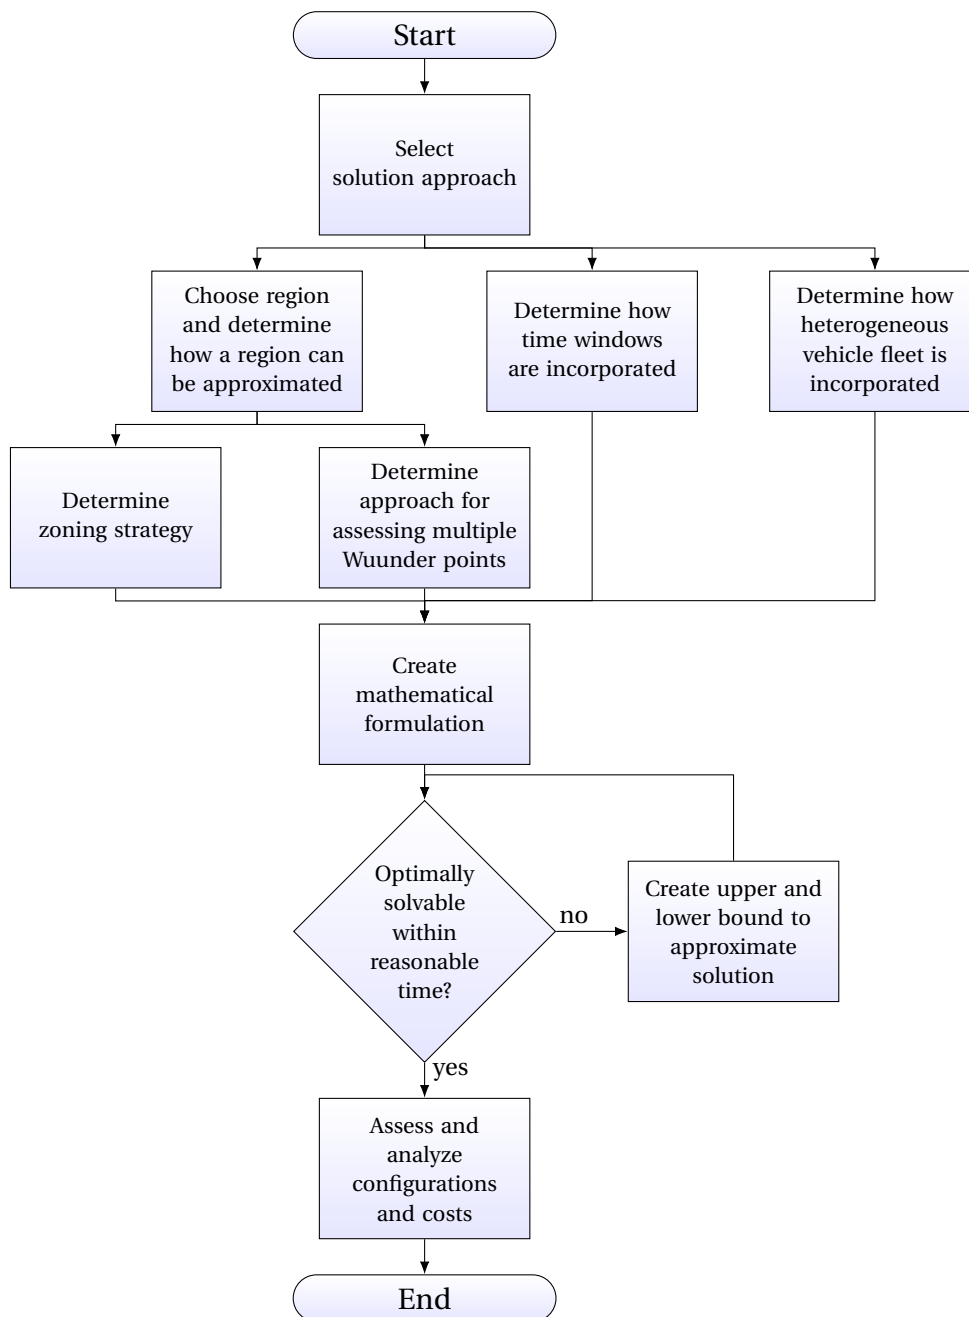 Start
Select
solution approach
Choose region
and determine
how a region can
be approximated
Determine how
time windows
are incorporated
Determine how
heterogeneous
vehicle fleet is
incorporated
Determine
zoning strategy
Determine
approach for
assessing multiple
Wuunder points
Create
mathematical
formulation
Optimally
solvable
within
reasonable
time?
no
Create upper and
lower bound to
approximate
solution
yes
Assess and
analyze
configurations
and costs
End